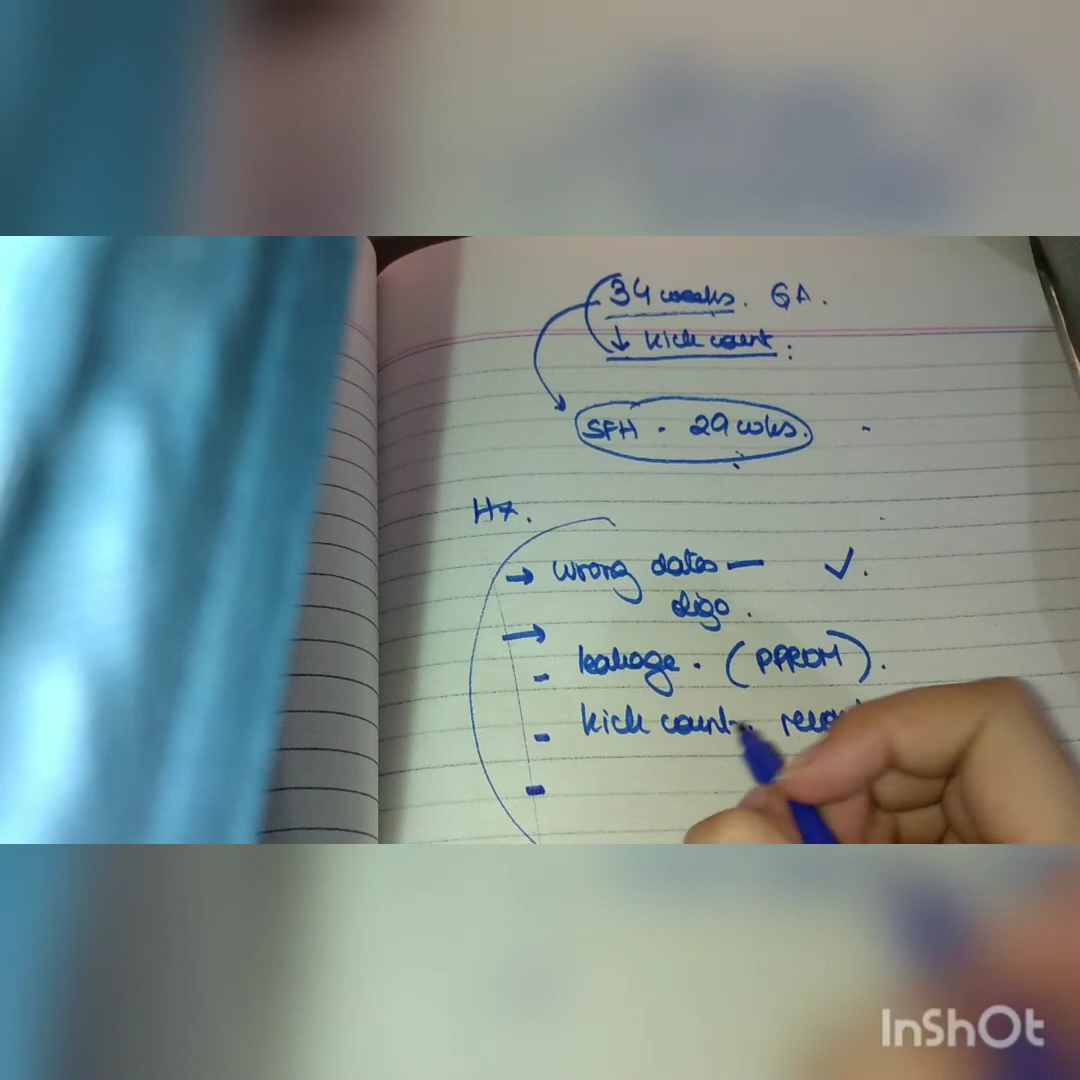 34 weeks. GA.
↓ kick count:
SFH - 29 wks.
Hx.
→ wrong dates — ✓.
oligo.
→
- leakage. (PPROM).
- kick count
-
InShOt